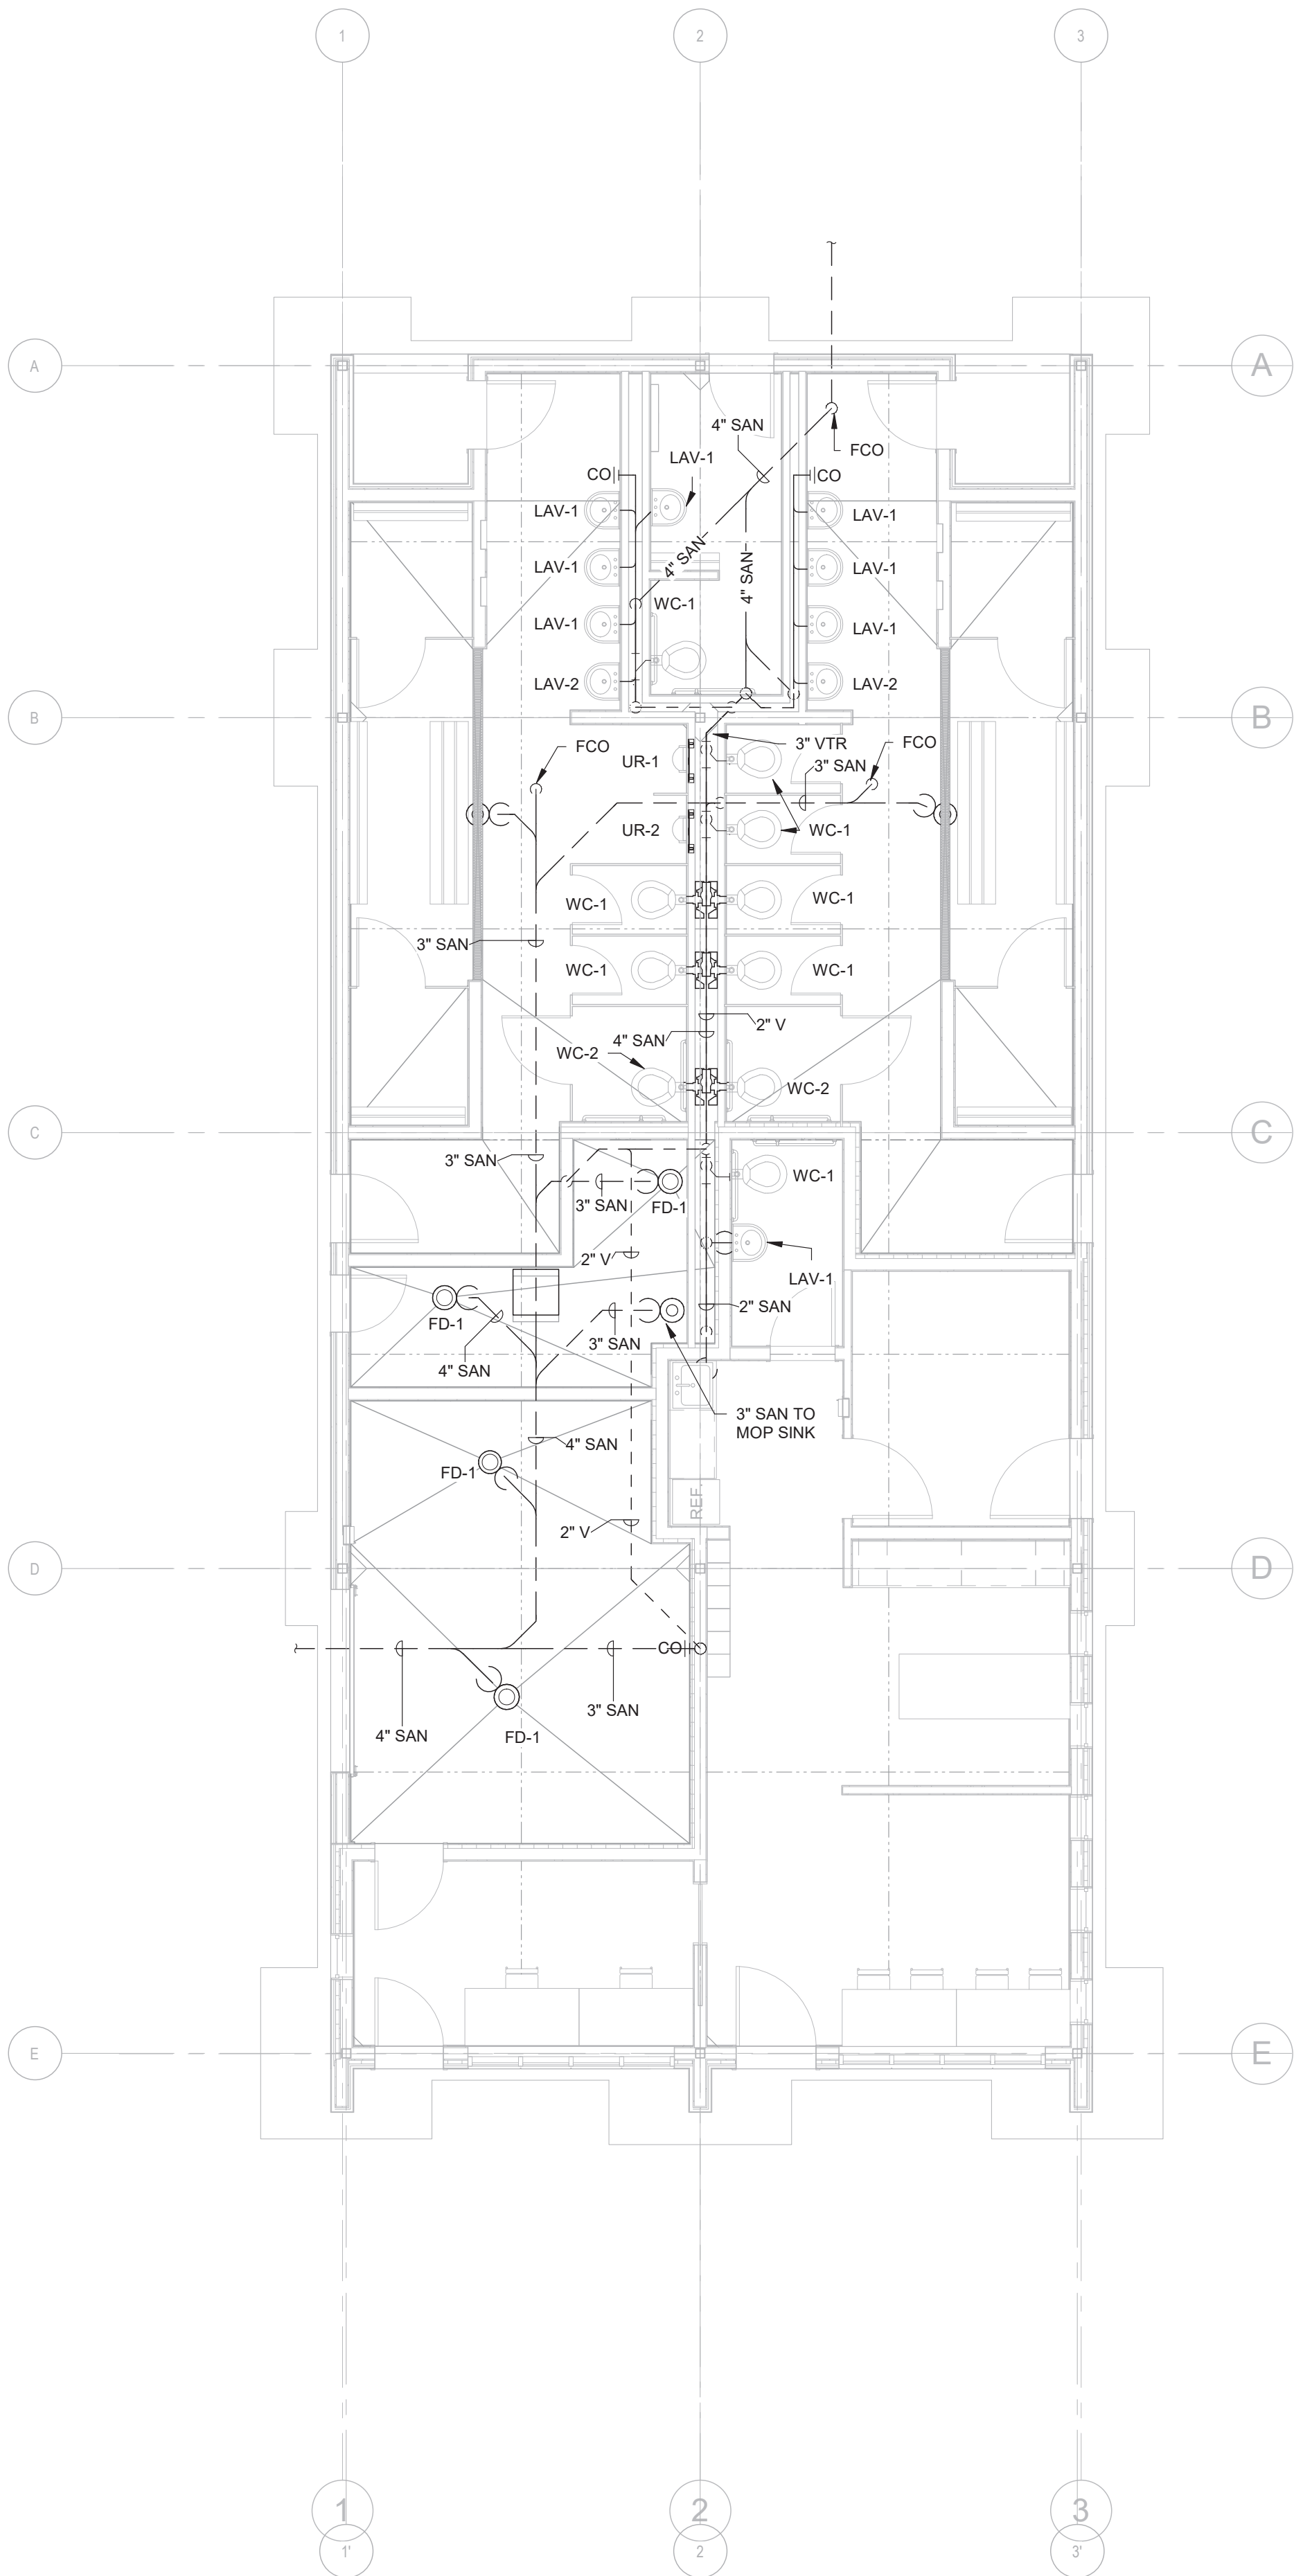 1
2
3
A
A
4" SAN
FCO
LAV-1
CO
CO
LAV-1
LAV-1
4" SAN
LAV-1
LAV-1
4" SAN
WC-1
LAV-1
LAV-1
LAV-2
LAV-2
B
B
3" VTR
FCO
FCO
UR-1
3" SAN
UR-2
WC-1
WC-1
WC-1
3" SAN
WC-1
WC-1
2" V
4" SAN
WC-2
WC-2
C
C
3" SAN
WC-1
3" SAN
FD-1
2" V
LAV-1
2" SAN
FD-1
3" SAN
4" SAN
3" SAN TO
MOP SINK
4" SAN
FD-1
REF.
2" V
D
D
CO
3" SAN
4" SAN
FD-1
E
E
1
2
3
1'
2
3'